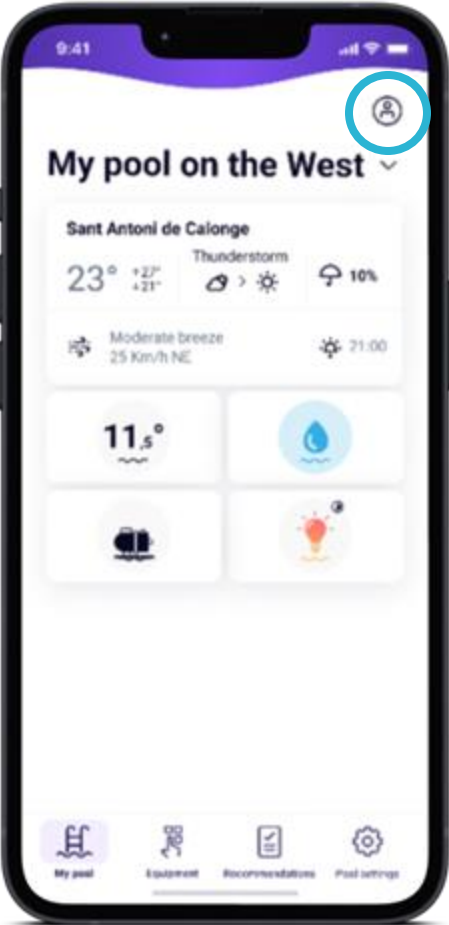 9:41
My pool on the West
Sant Antoni de Calonge
23° +27° +21°
Thunderstorm
10%
Moderate breeze
25 Km/h NE
21:00
11,5°
My pool Equipment Recommendations Pool settings